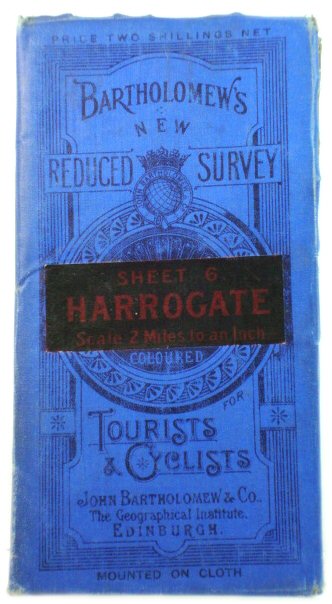 PRICE TWO SHILLINGS NET
BARTHOLOMEW'S
NEW
REDUCED SURVEY
SHEET 6
HARROGATE
Scale 2 Miles to an Inch
COLOURED
FOR
TOURISTS
& CYCLISTS
JOHN BARTHOLOMEW & Co.,
The Geographical Institute,
EDINBURGH.
MOUNTED ON CLOTH